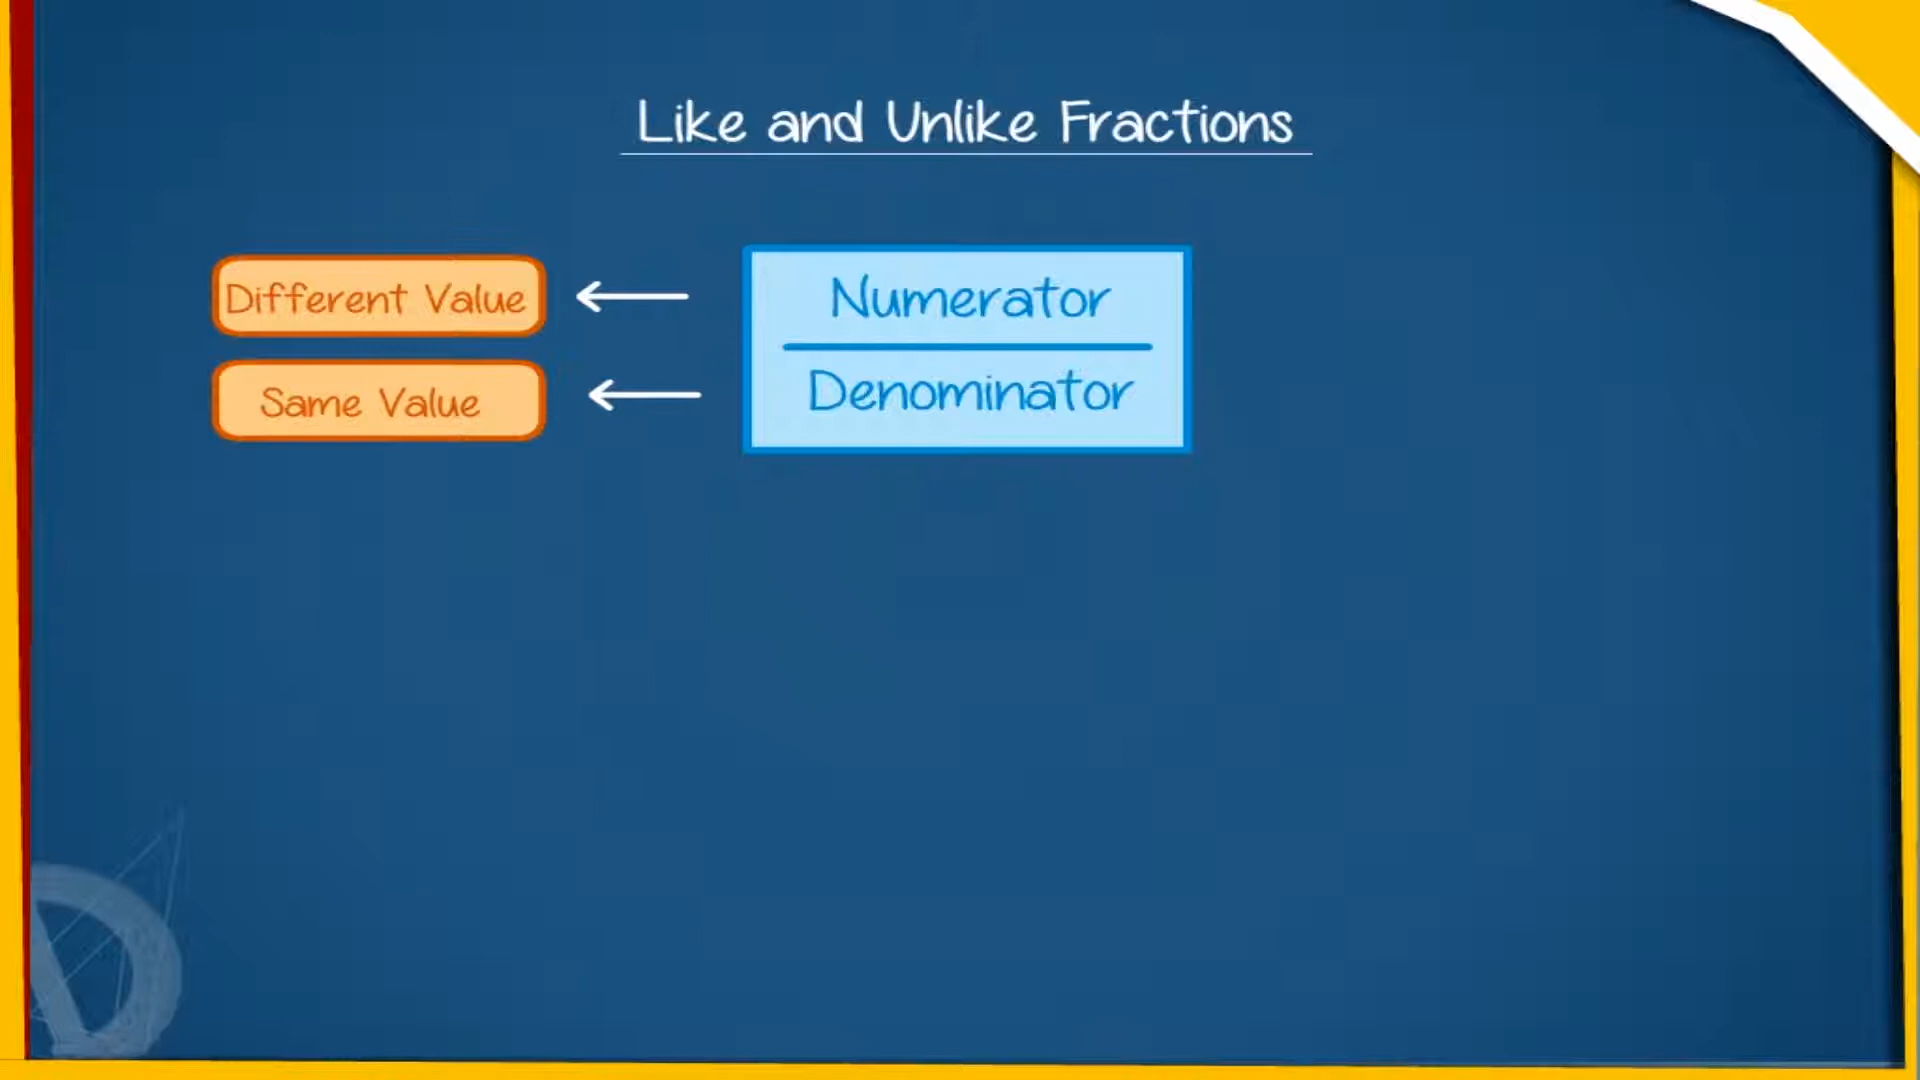 Like and Unlike Fractions
Different Value
Numerator
Same Value
Denominator